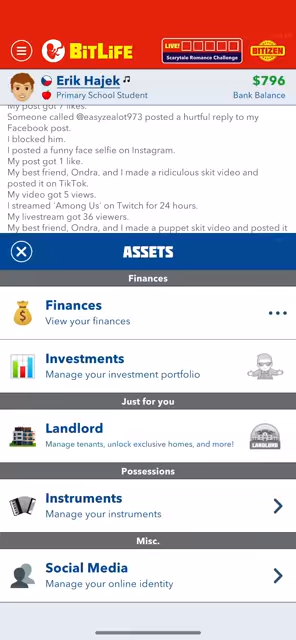 BitLife
LIVE!
Scarytale Romance Challenge
BITIZEN
Erik Hajek
$796
Primary School Student
Bank Balance
My post got 7 likes.
Someone called @easyzealot973 posted a hurtful reply to my
Facebook post.
I blocked him.
I posted a funny face selfie on Instagram.
My post got 1 like.
My best friend, Ondra, and I made a ridiculous skit video and
posted it on TikTok.
My video got 5 views.
I streamed 'Among Us' on Twitch for 24 hours.
My livestream got 36 viewers.
My best friend, Ondra, and I made a puppet skit video and posted it
ASSETS
Finances
Finances
View your finances
Investments
Manage your investment portfolio
Just for you
Landlord
Manage tenants, unlock exclusive homes, and more!
LANDLORD
Possessions
Instruments
Manage your instruments
Misc.
Social Media
Manage your online identity